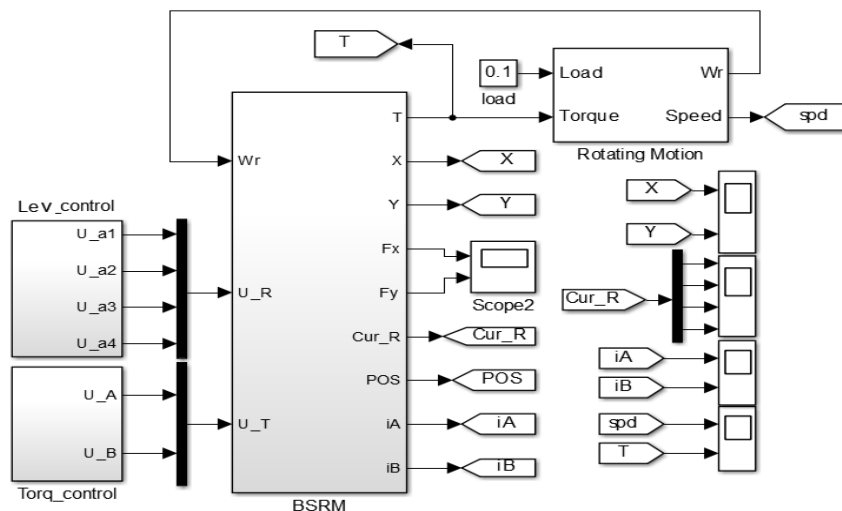 T
0.1
load
Load
Torque
Wr
Speed
Rotating Motion
spd
Wr
U_R
U_T
T
X
Y
Fx
Fy
Cur_R
POS
iA
iB
BSRM
Lev_control
U_a1
U_a2
U_a3
U_a4
U_A
U_B
Torq_control
X
Y
Scope2
Cur_R
POS
iA
iB
X
Y
Cur_R
iA
iB
spd
T